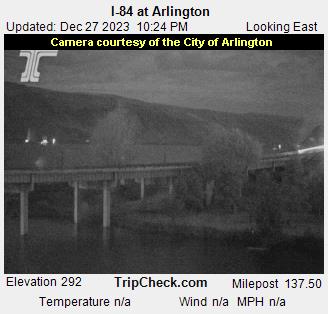 I-84 at Arlington
Updated: Dec 27 2023 10:24 PM Looking East
Camera courtesy of the City of Arlington
Elevation 292 TripCheck.com Milepost 137.50
Temperature n/a Wind n/a MPH n/a